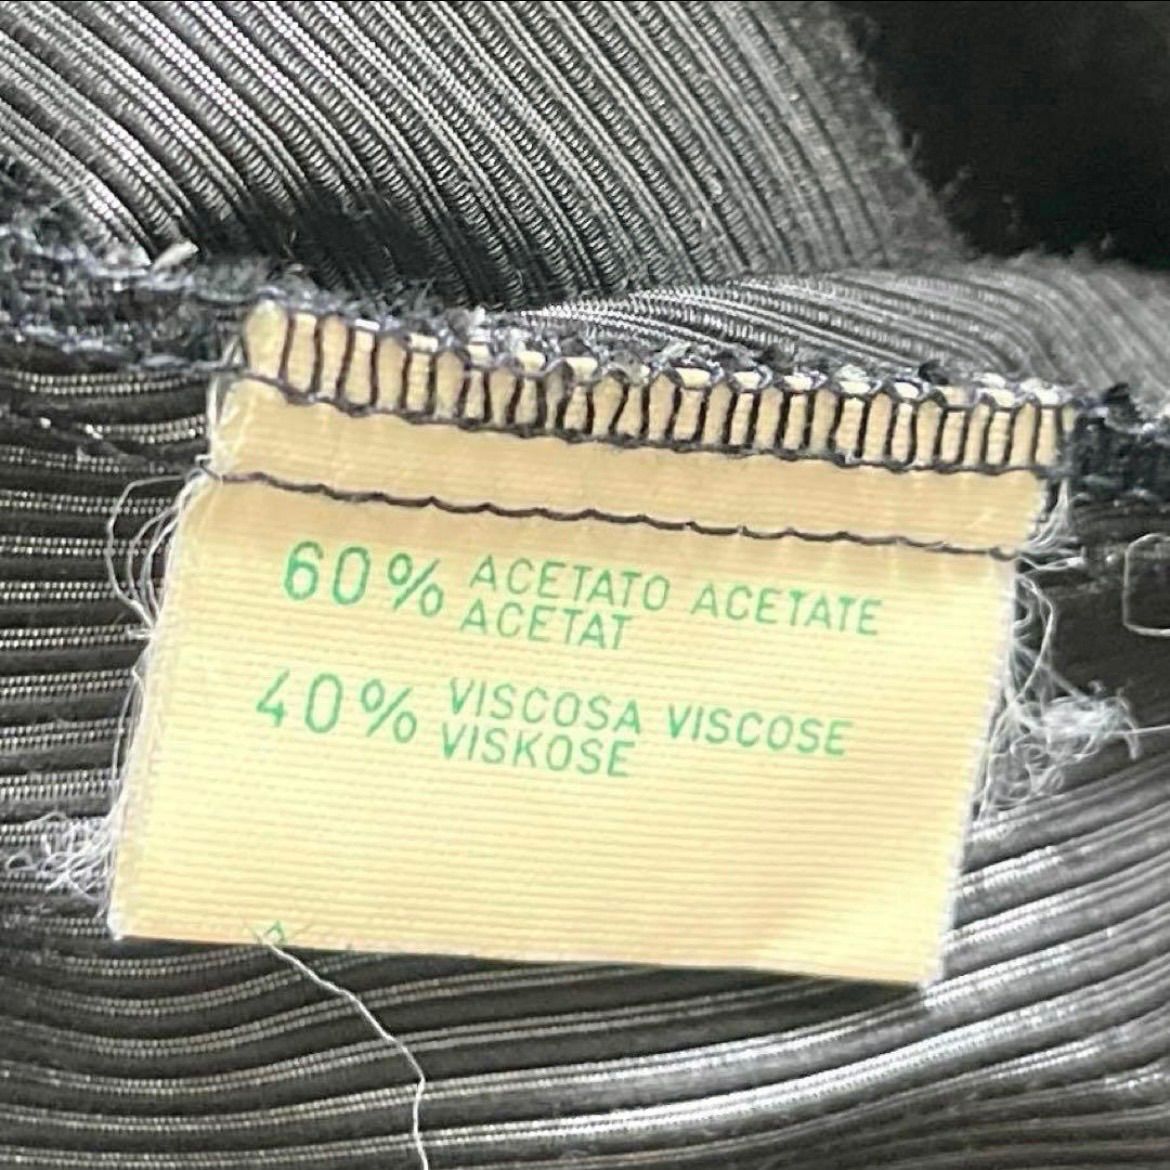 60% ACETATO ACETATE
ACETAT
40% VISCOSA VISCOSE
VISKOSE